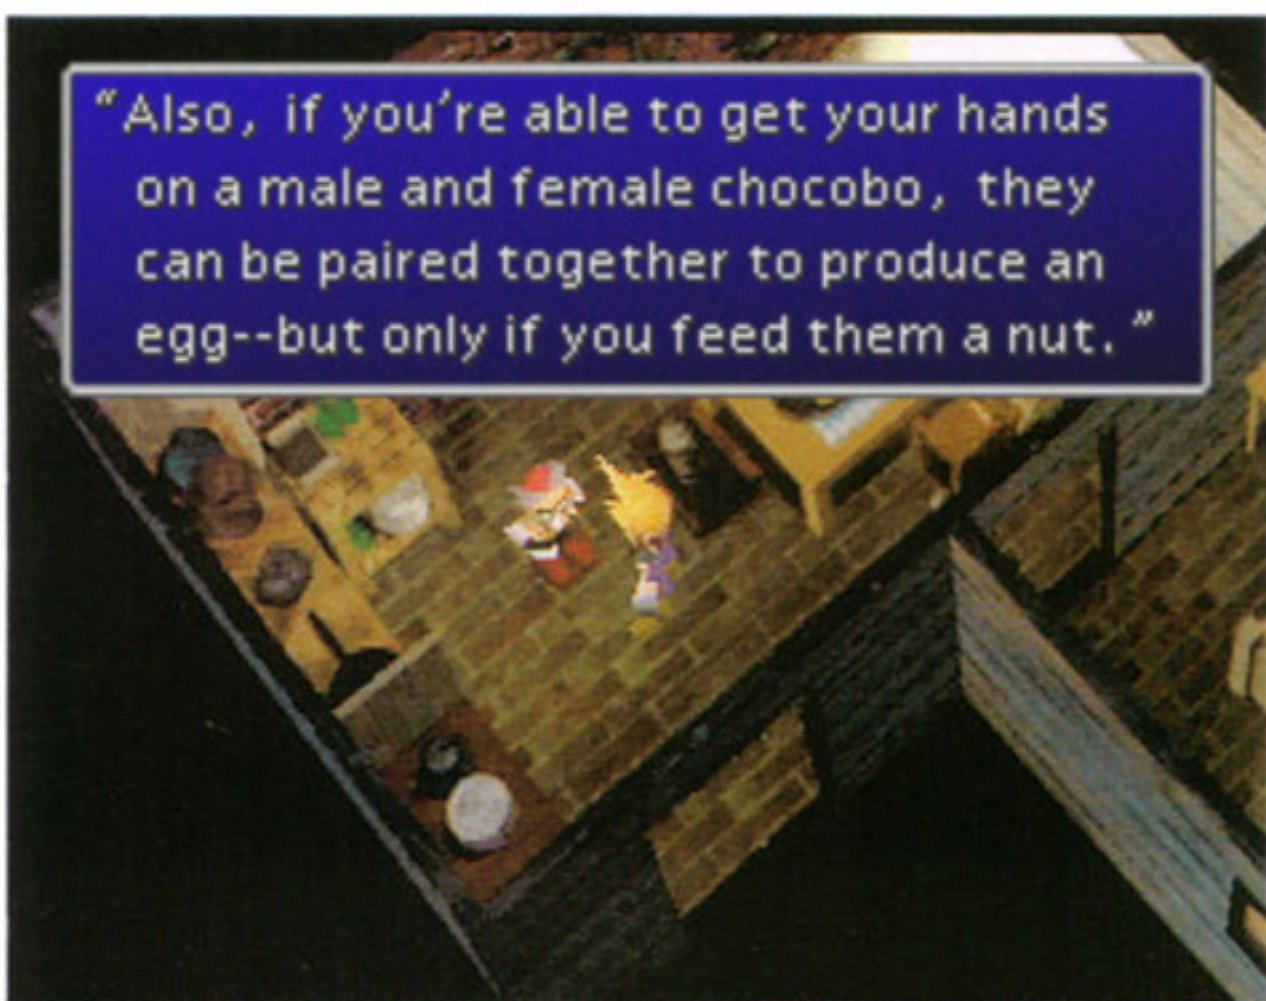 “Also, if you’re able to get your hands
on a male and female chocobo, they
can be paired together to produce an
egg--but only if you feed them a nut.”